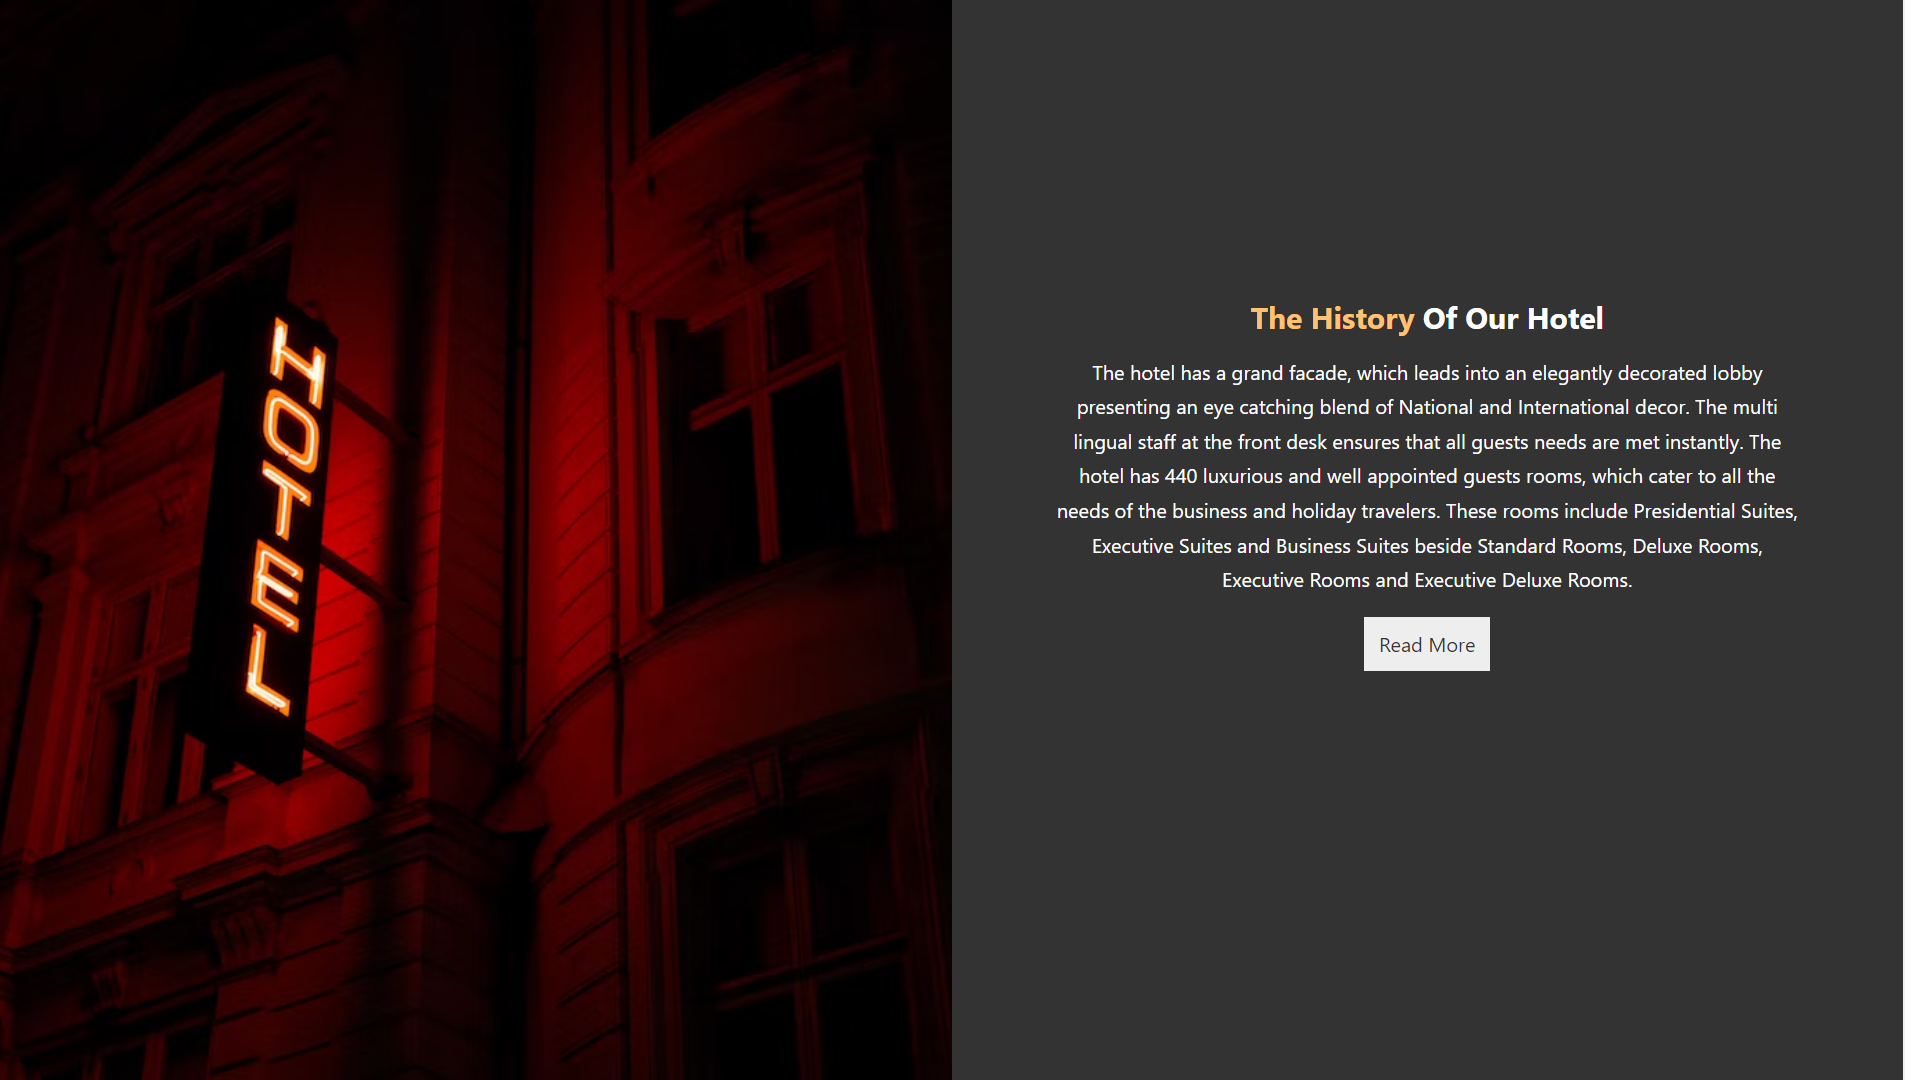 HOTEL
The History Of Our Hotel
The hotel has a grand facade, which leads into an elegantly decorated lobby
presenting an eye catching blend of National and International decor. The multi
lingual staff at the front desk ensures that all guests needs are met instantly. The
hotel has 440 luxurious and well appointed guests rooms, which cater to all the
needs of the business and holiday travelers. These rooms include Presidential Suites,
Executive Suites and Business Suites beside Standard Rooms, Deluxe Rooms,
Executive Rooms and Executive Deluxe Rooms.
Read More